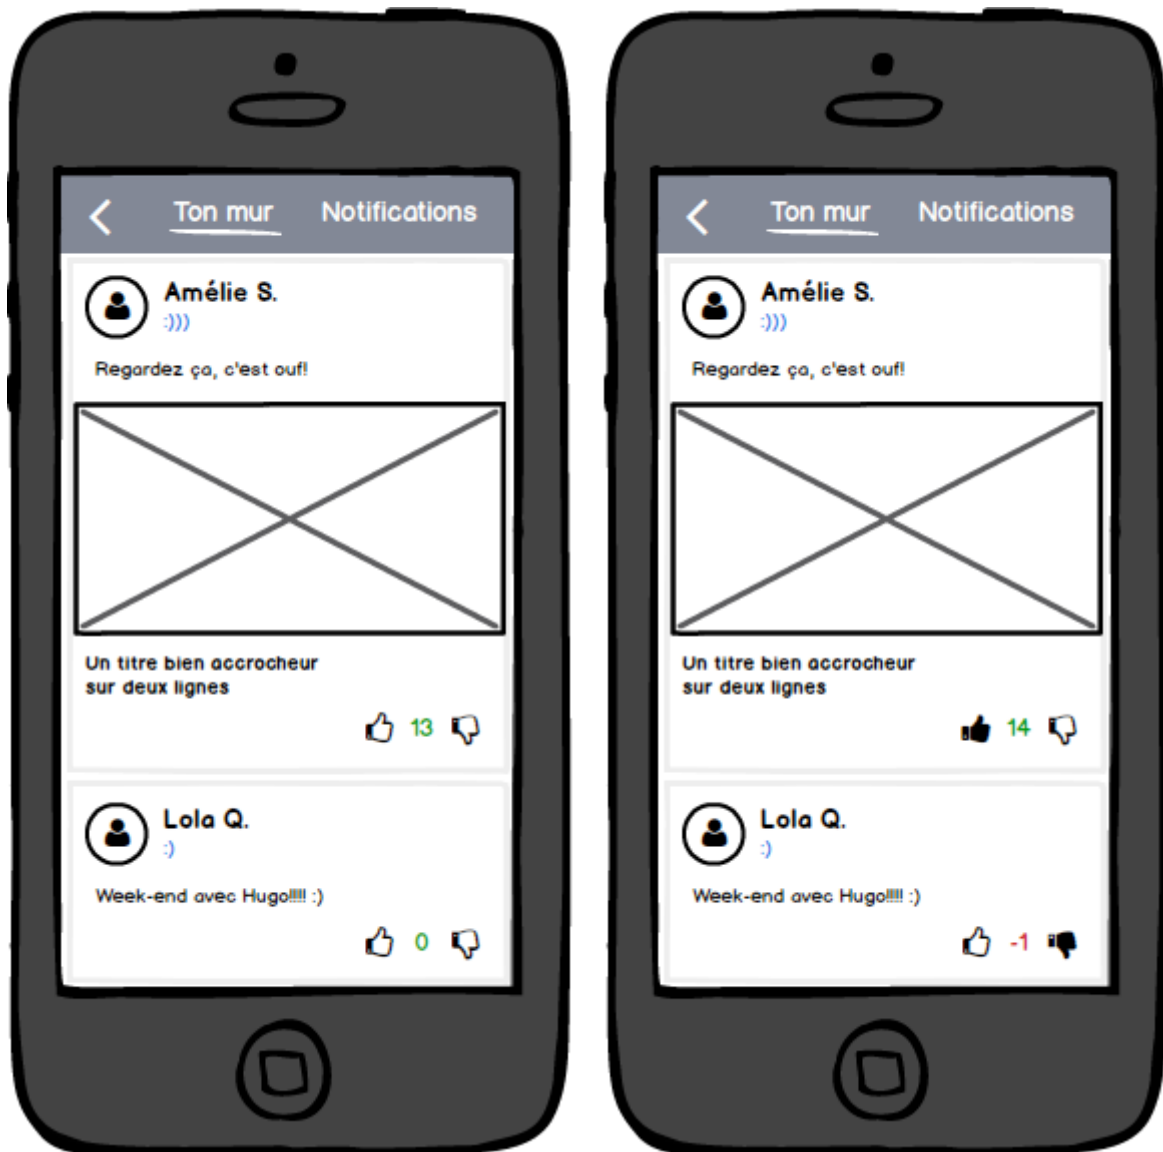 Ton mur Notifications
Amélie S.
:)))
Regardez ça, c'est ouf!
Un titre bien accrocheur
sur deux lignes
13
Lola Q.
:)
Week-end avec Hugo!!!! :)
0
Ton mur Notifications
Amélie S.
:)))
Regardez ça, c'est ouf!
Un titre bien accrocheur
sur deux lignes
14
Lola Q.
:)
Week-end avec Hugo!!!! :)
-1